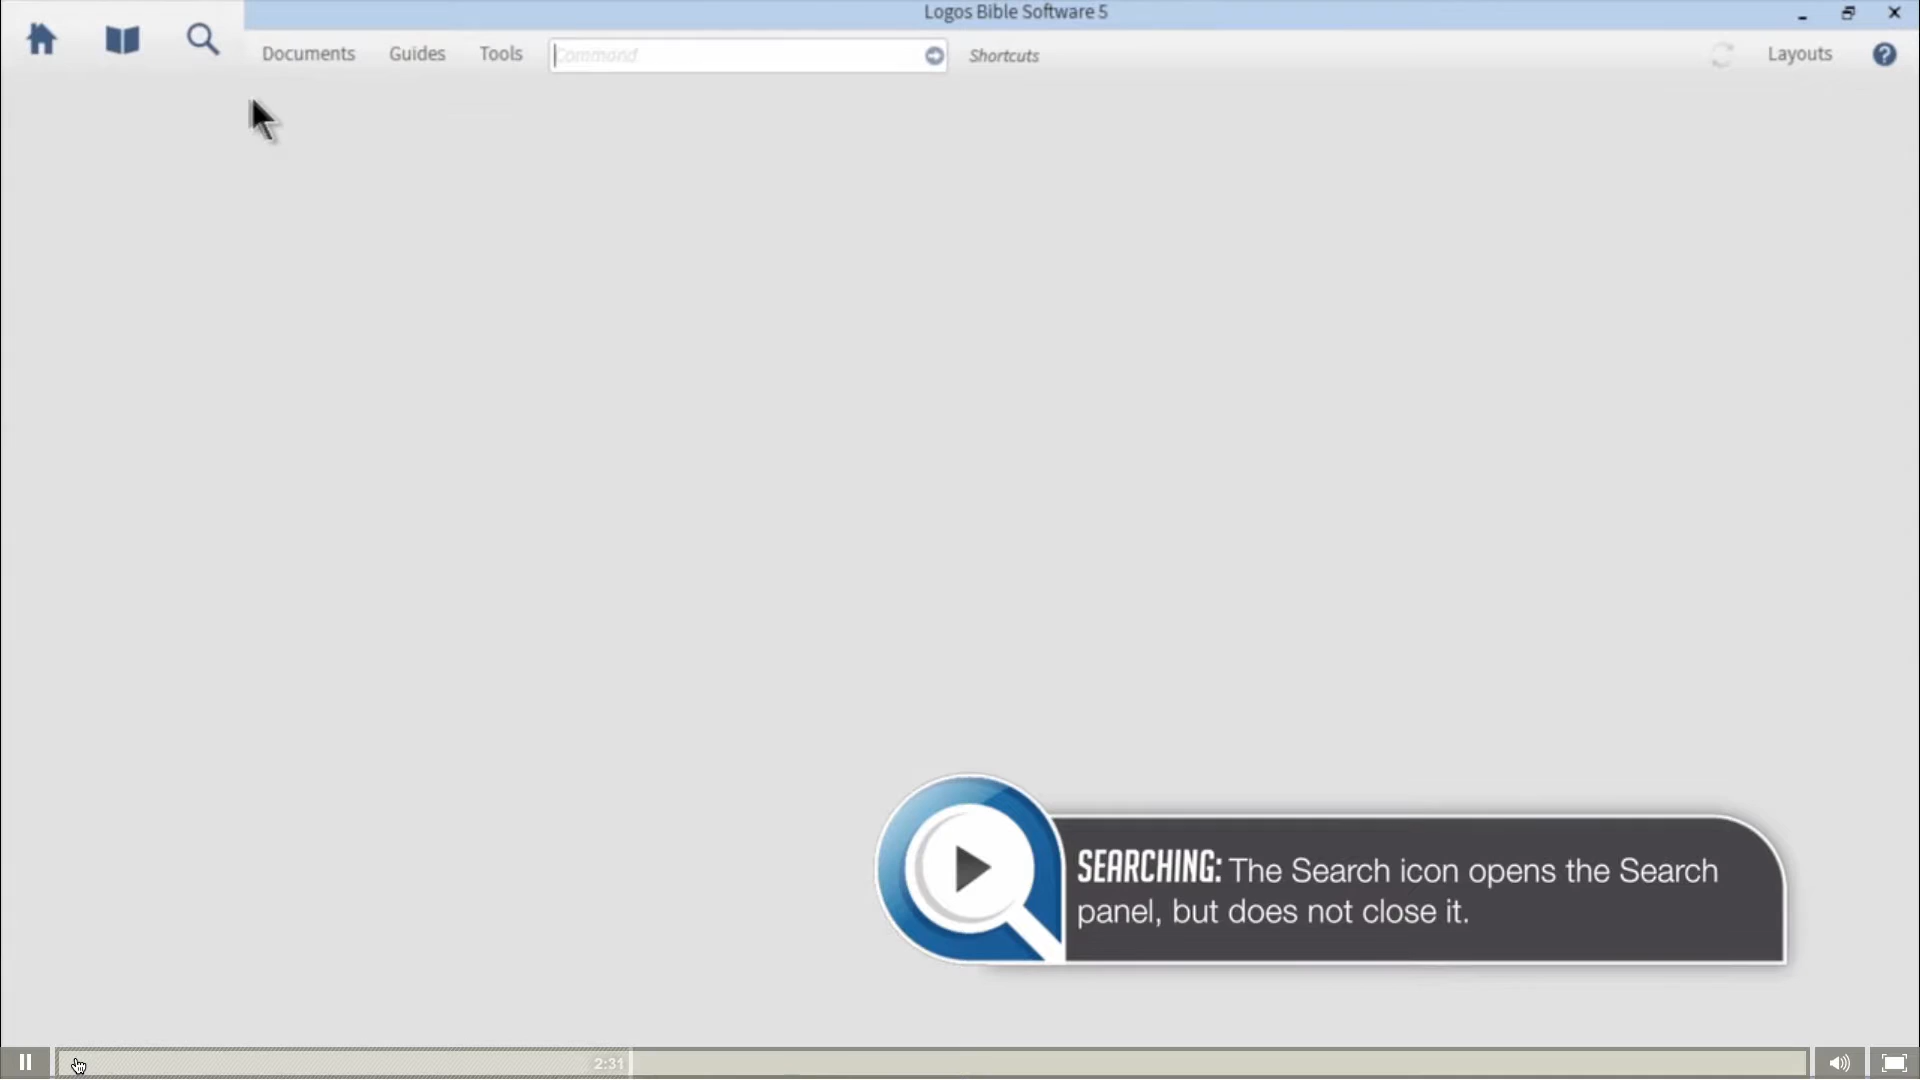 Logos Bible Software 5
Documents Guides Tools Command Shortcuts Layouts
SEARCHING: The Search icon opens the Search
panel, but does not close it.
2:31